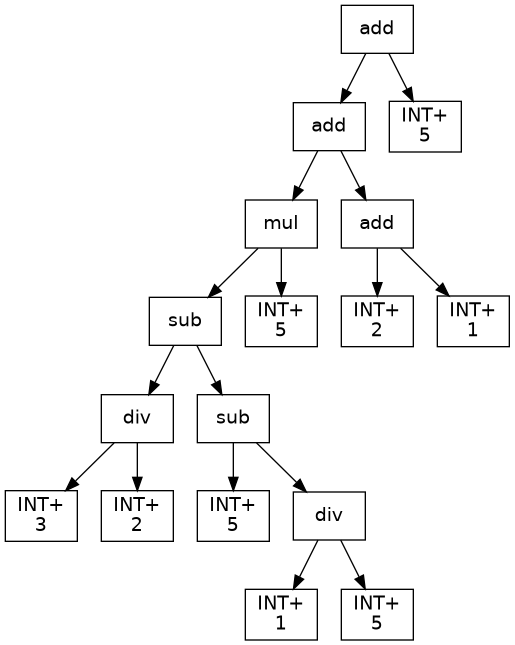 add
add
INT+
5
mul
add
sub
INT+
5
INT+
2
INT+
1
div
sub
INT+
3
INT+
2
INT+
5
div
INT+
1
INT+
5